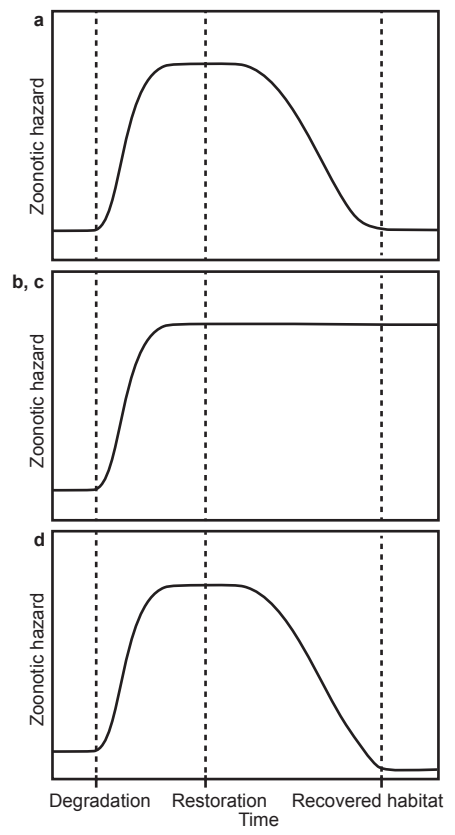 a
Zoonotic hazard
b, c
Zoonotic hazard
d
Zoonotic hazard
Degradation Restoration Recovered habitat
Time